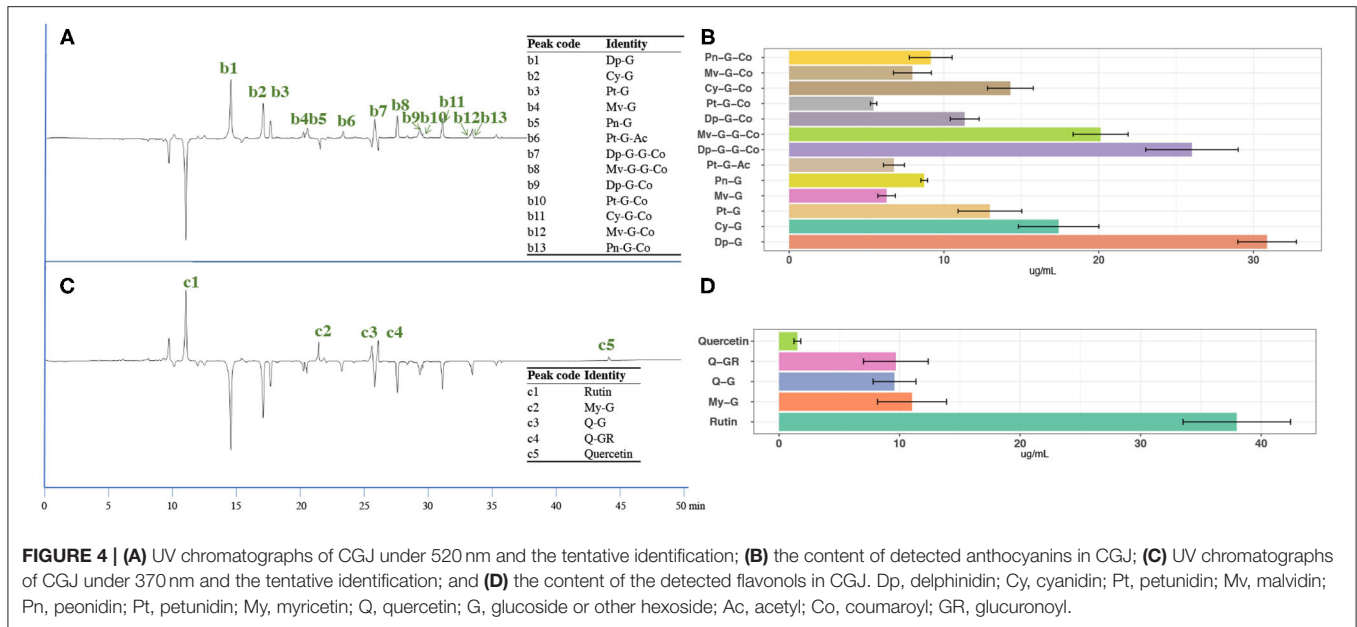 A
b1
b2 b3
b4b5
b6
b7
b8
b9
b10
b11
b12
b13
Peak code Identity
b1 Dp-G
b2 Cy-G
b3 Pt-G
b4 Mv-G
b5 Pn-G
b6 Pt-G-Ac
b7 Dp-G-G-Co
b8 Mv-G-G-Co
b9 Dp-G-Co
b10 Pt-G-Co
b11 Cy-G-Co
b12 Mv-G-Co
b13 Pn-G-Co
B
Pn-G-Co
Mv-G-Co
Cy-G-Co
Pt-G-Co
Dp-G-Co
Mv-G-G-Co
Dp-G-G-Co
Pt-G-Ac
Pn-G
Mv-G
Pt-G
Cy-G
Dp-G
0 10 20 30
ug/mL
C
c1
c2
c3
c4
c5
Peak code Identity
c1 Rutin
c2 My-G
c3 Q-G
c4 Q-GR
c5 Quercetin
0 5 10 15 20 25 30 35 40 45 50 min
D
Quercetin
Q-GR
Q-G
My-G
Rutin
0 10 20 30 40
ug/mL
FIGURE 4 | (A) UV chromatographs of CGJ under 520 nm and the tentative identification; (B) the content of detected anthocyanins in CGJ; (C) UV chromatographs
of CGJ under 370 nm and the tentative identification; and (D) the content of the detected flavonols in CGJ. Dp, delphinidin; Cy, cyanidin; Pt, petunidin; Mv, malvidin;
Pn, peonidin; Pt, petunidin; My, myricetin; Q, quercetin; G, glucoside or other hexoside; Ac, acetyl; Co, coumaroyl; GR, glucuronoyl.